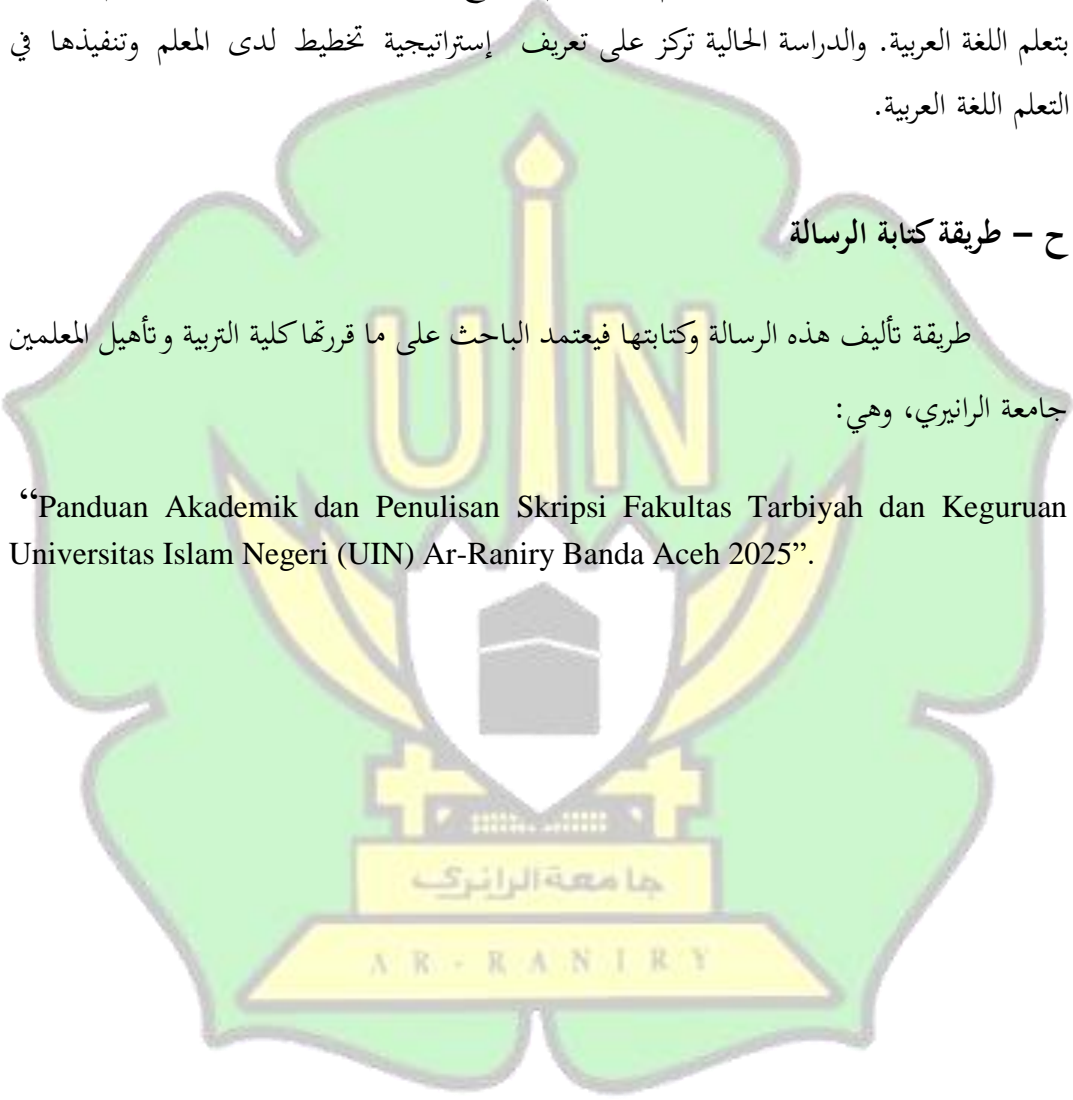 بتعلم اللغة العربية. والدراسة الحالية تركز على تعريف إستراتيجية تخطيط لدى المعلم وتنفيذها في
التعلم اللغة العربية.
ح – طريقة كتابة الرسالة
طريقة تأليف هذه الرسالة وكتابتها فيعتمد الباحث على ما قررتها كلية التربية وتأهيل المعلمين
جامعة الرانيري، وهي:
“Panduan Akademik dan Penulisan Skripsi Fakultas Tarbiyah dan Keguruan
Universitas Islam Negeri (UIN) Ar-Raniry Banda Aceh 2025”.
UIN
جامعة الرانري
AR-RANIRY